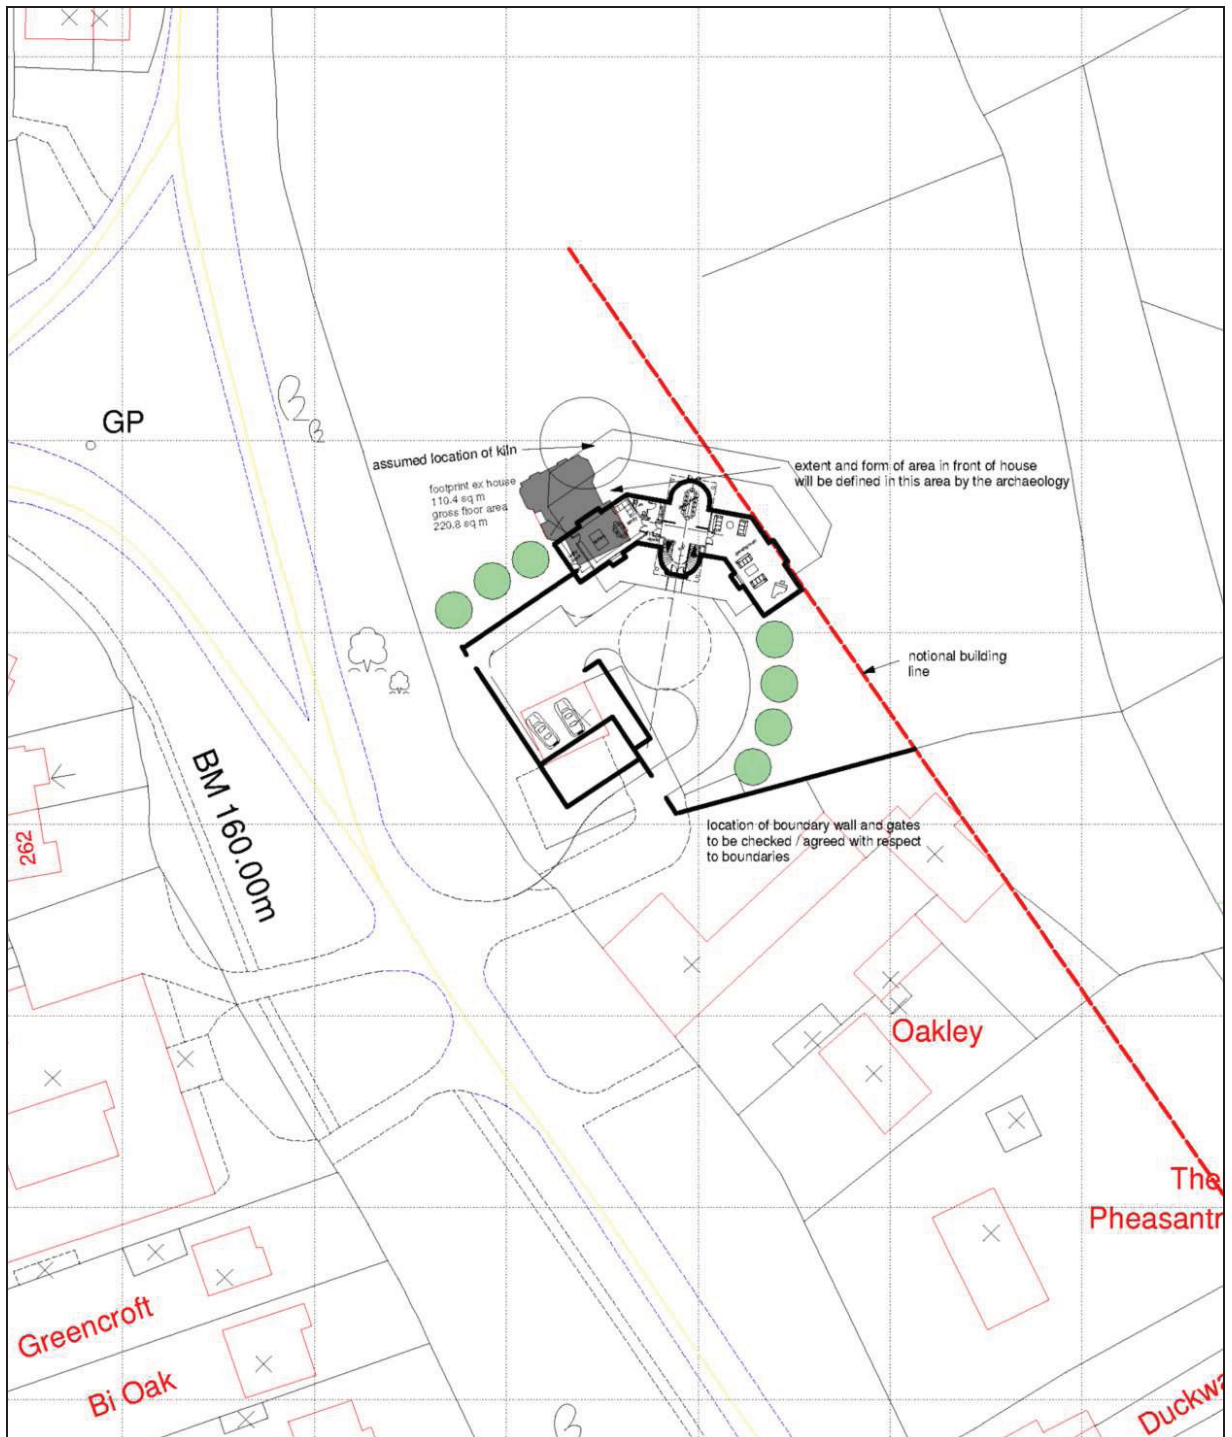 GP
assumed location of kiln
footprint ex house
110.4 sq m
gross floor area
220.8 sq m
extent and form of area in front of house
will be defined in this area by the archaeology
notional building
line
BM 160.00m
262
location of boundary wall and gates
to be checked / agreed with respect
to boundaries
Oakley
The
Pheasantr
Greencroft
Bi Oak
Duckwa